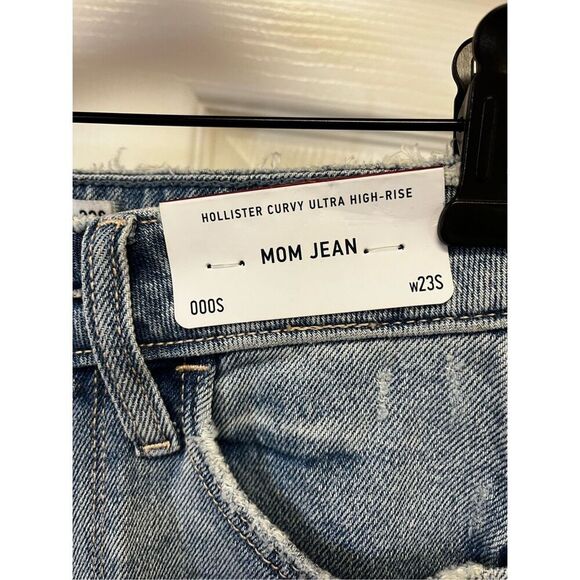 HOLLISTER CURVY ULTRA HIGH-RISE
MOM JEAN
000S
w23S